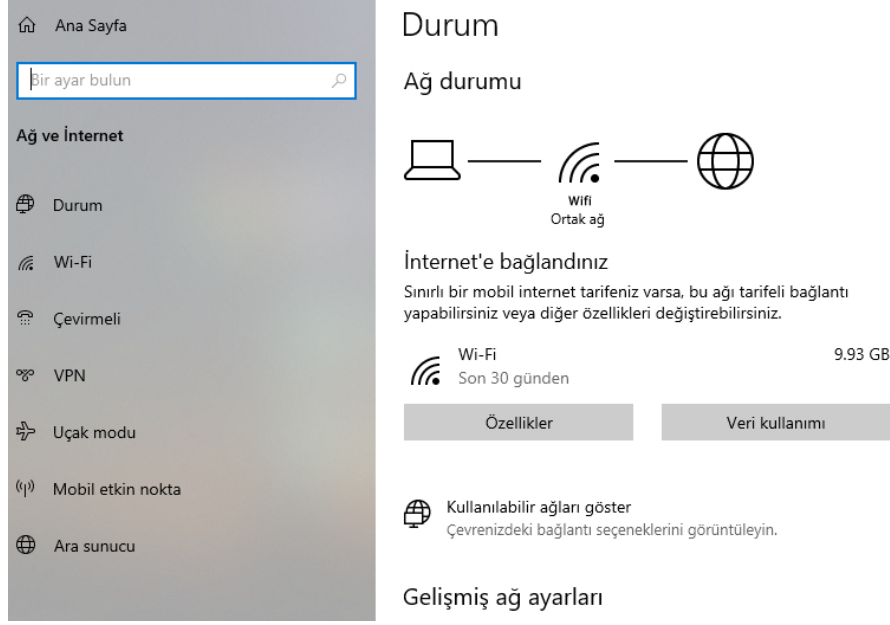 Ana Sayfa
Bir ayar bulun
Ağ ve İnternet
Durum
Wi-Fi
Çevirmeli
VPN
Uçak modu
Mobil etkin nokta
Ara sunucu
Durum
Ağ durumu
Wifi
Ortak ağ
İnternet'e bağlandınız
Sınırlı bir mobil internet tarifeniz varsa, bu ağı tarifeli bağlantı
yapabilirsiniz veya diğer özellikleri değiştirebilirsiniz.
Wi-Fi 9.93 GB
Son 30 günden
Özellikler Veri kullanımı
Kullanılabilir ağları göster
Çevrenizdeki bağlantı seçeneklerini görüntüleyin.
Gelişmiş ağ ayarları